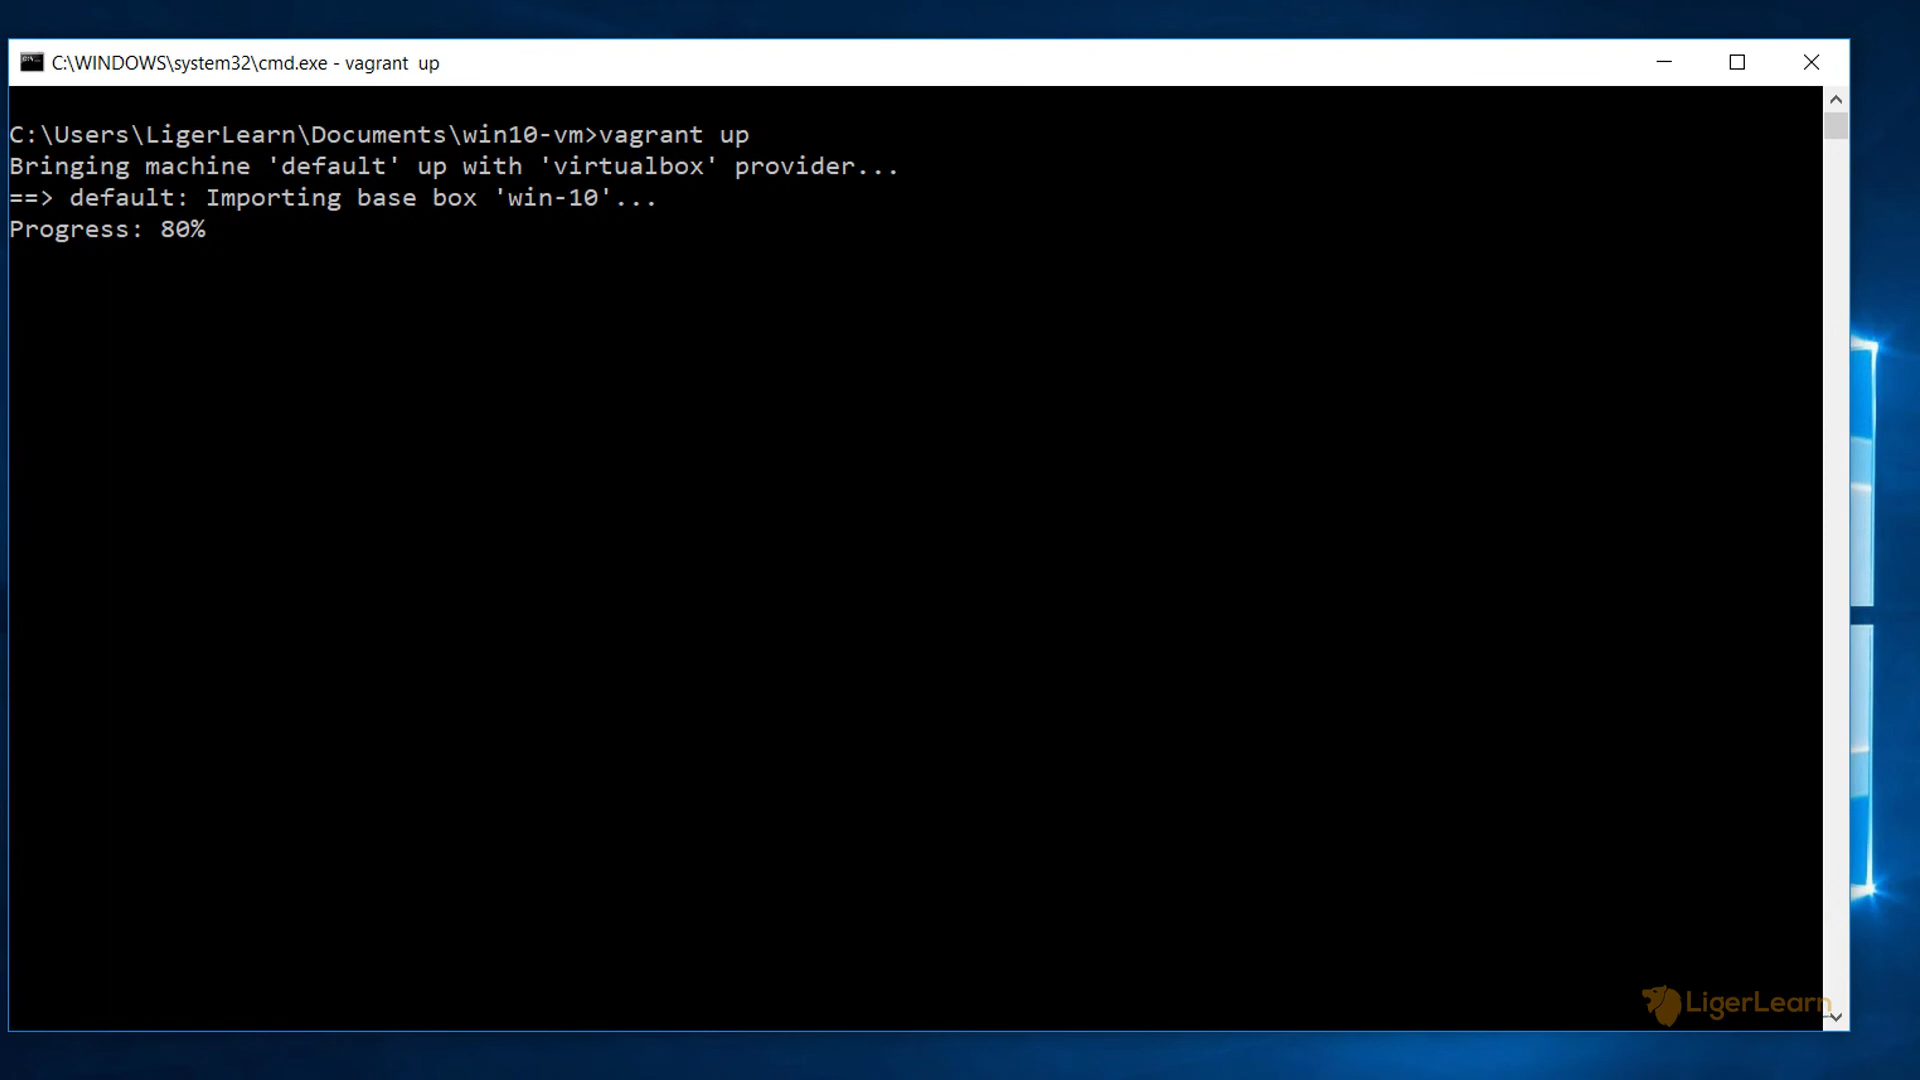 C:\WINDOWS\system32\cmd.exe - vagrant  up
C:\Users\LigerLearn\Documents\win10-vm>vagrant up
Bringing machine 'default' up with 'virtualbox' provider...
==> default: Importing base box 'win-10'...
Progress: 80%
LigerLearn